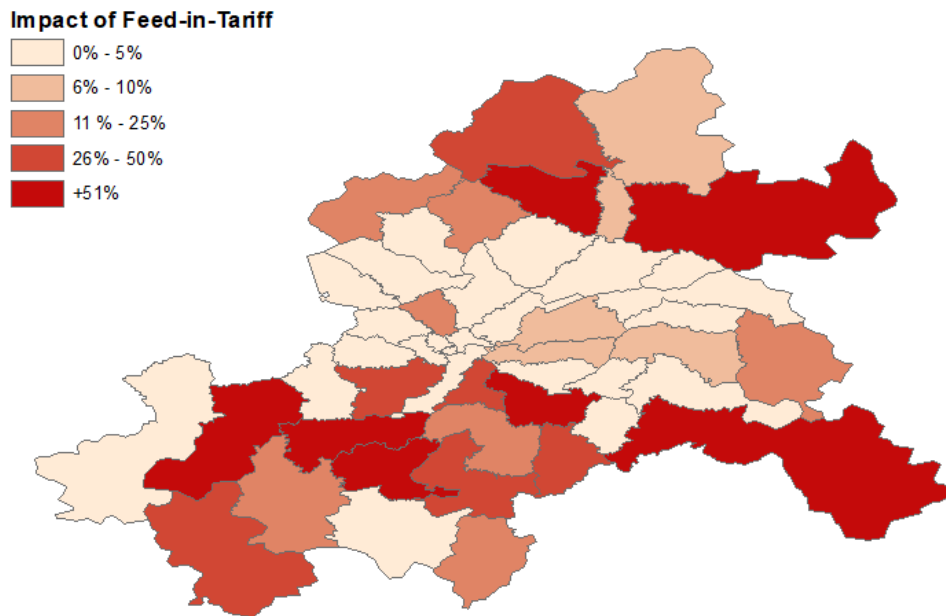 Impact of Feed-in-Tariff
0% - 5%
6% - 10%
11 % - 25%
26% - 50%
+51%